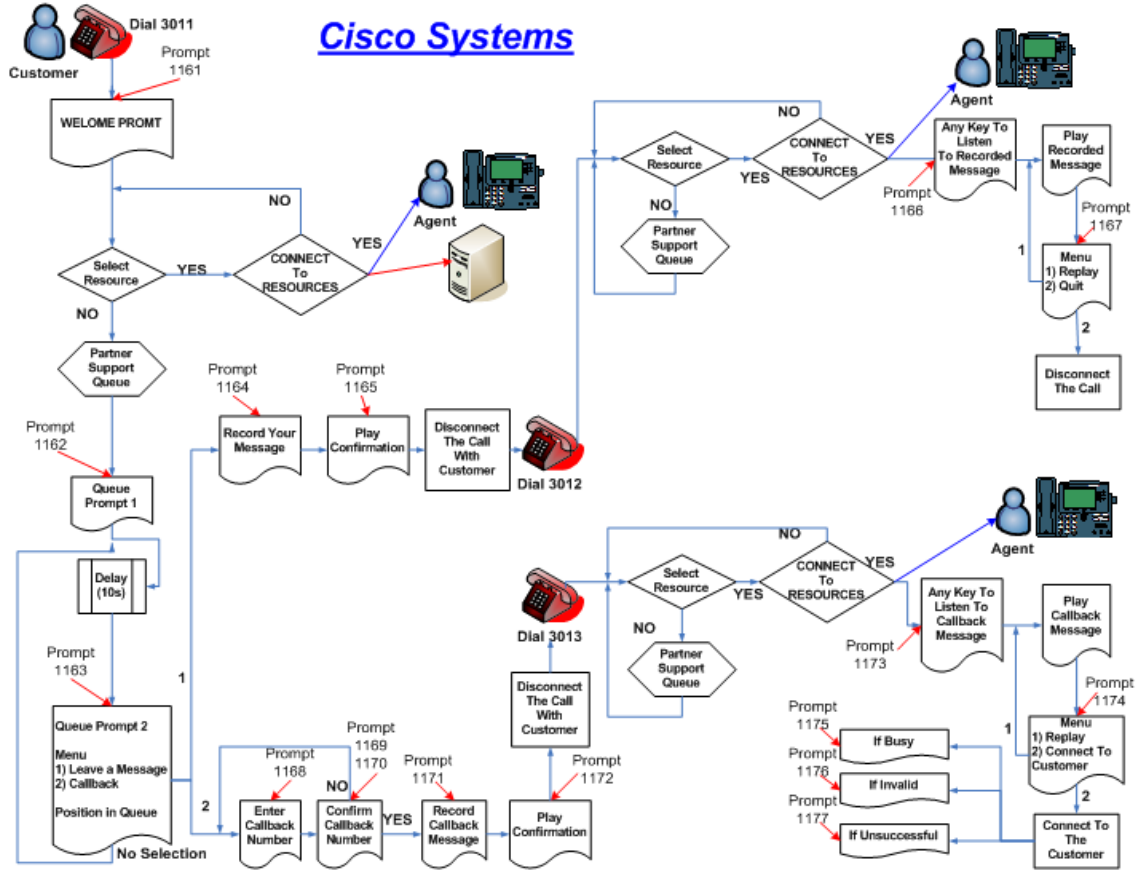 Cisco Systems
Dial 3011
Customer
Prompt
1161
WELOME PROMT
NO
Select
Resource
YES
CONNECT
To
RESOURCES
YES
Agent
NO
Partner
Support
Queue
Prompt
1162
Queue
Prompt 1
Delay
(10s)
Prompt
1163
Queue Prompt 2
Menu
1) Leave a Message
2) Callback
Position in Queue
No Selection
1
2
Prompt
1164
Record Your
Message
Prompt
1165
Play
Confirmation
Disconnect
The Call
With
Customer
Dial 3012
NO
Select
Resource
YES
CONNECT
To
RESOURCES
YES
Agent
NO
Partner
Support
Queue
Any Key To
Listen
To Recorded
Message
Prompt
1166
Play
Recorded
Message
Prompt
1167
1
Menu
1) Replay
2) Quit
2
Disconnect
The Call
Prompt
1168
Enter
Callback
Number
Prompt
1169
1170
NO
Confirm
Callback
Number
YES
Prompt
1171
Record
Callback
Message
Prompt
1172
Play
Confirmation
Disconnect
The Call
With
Customer
Dial 3013
NO
Select
Resource
YES
CONNECT
To
RESOURCES
YES
Agent
NO
Partner
Support
Queue
Any Key To
Listen To
Callback
Message
Prompt
1173
Play
Callback
Message
Prompt
1174
1
Menu
1) Replay
2) Connect To
Customer
2
Connect To
The
Customer
Prompt
1175
If Busy
Prompt
1176
If Invalid
Prompt
1177
If Unsuccessful